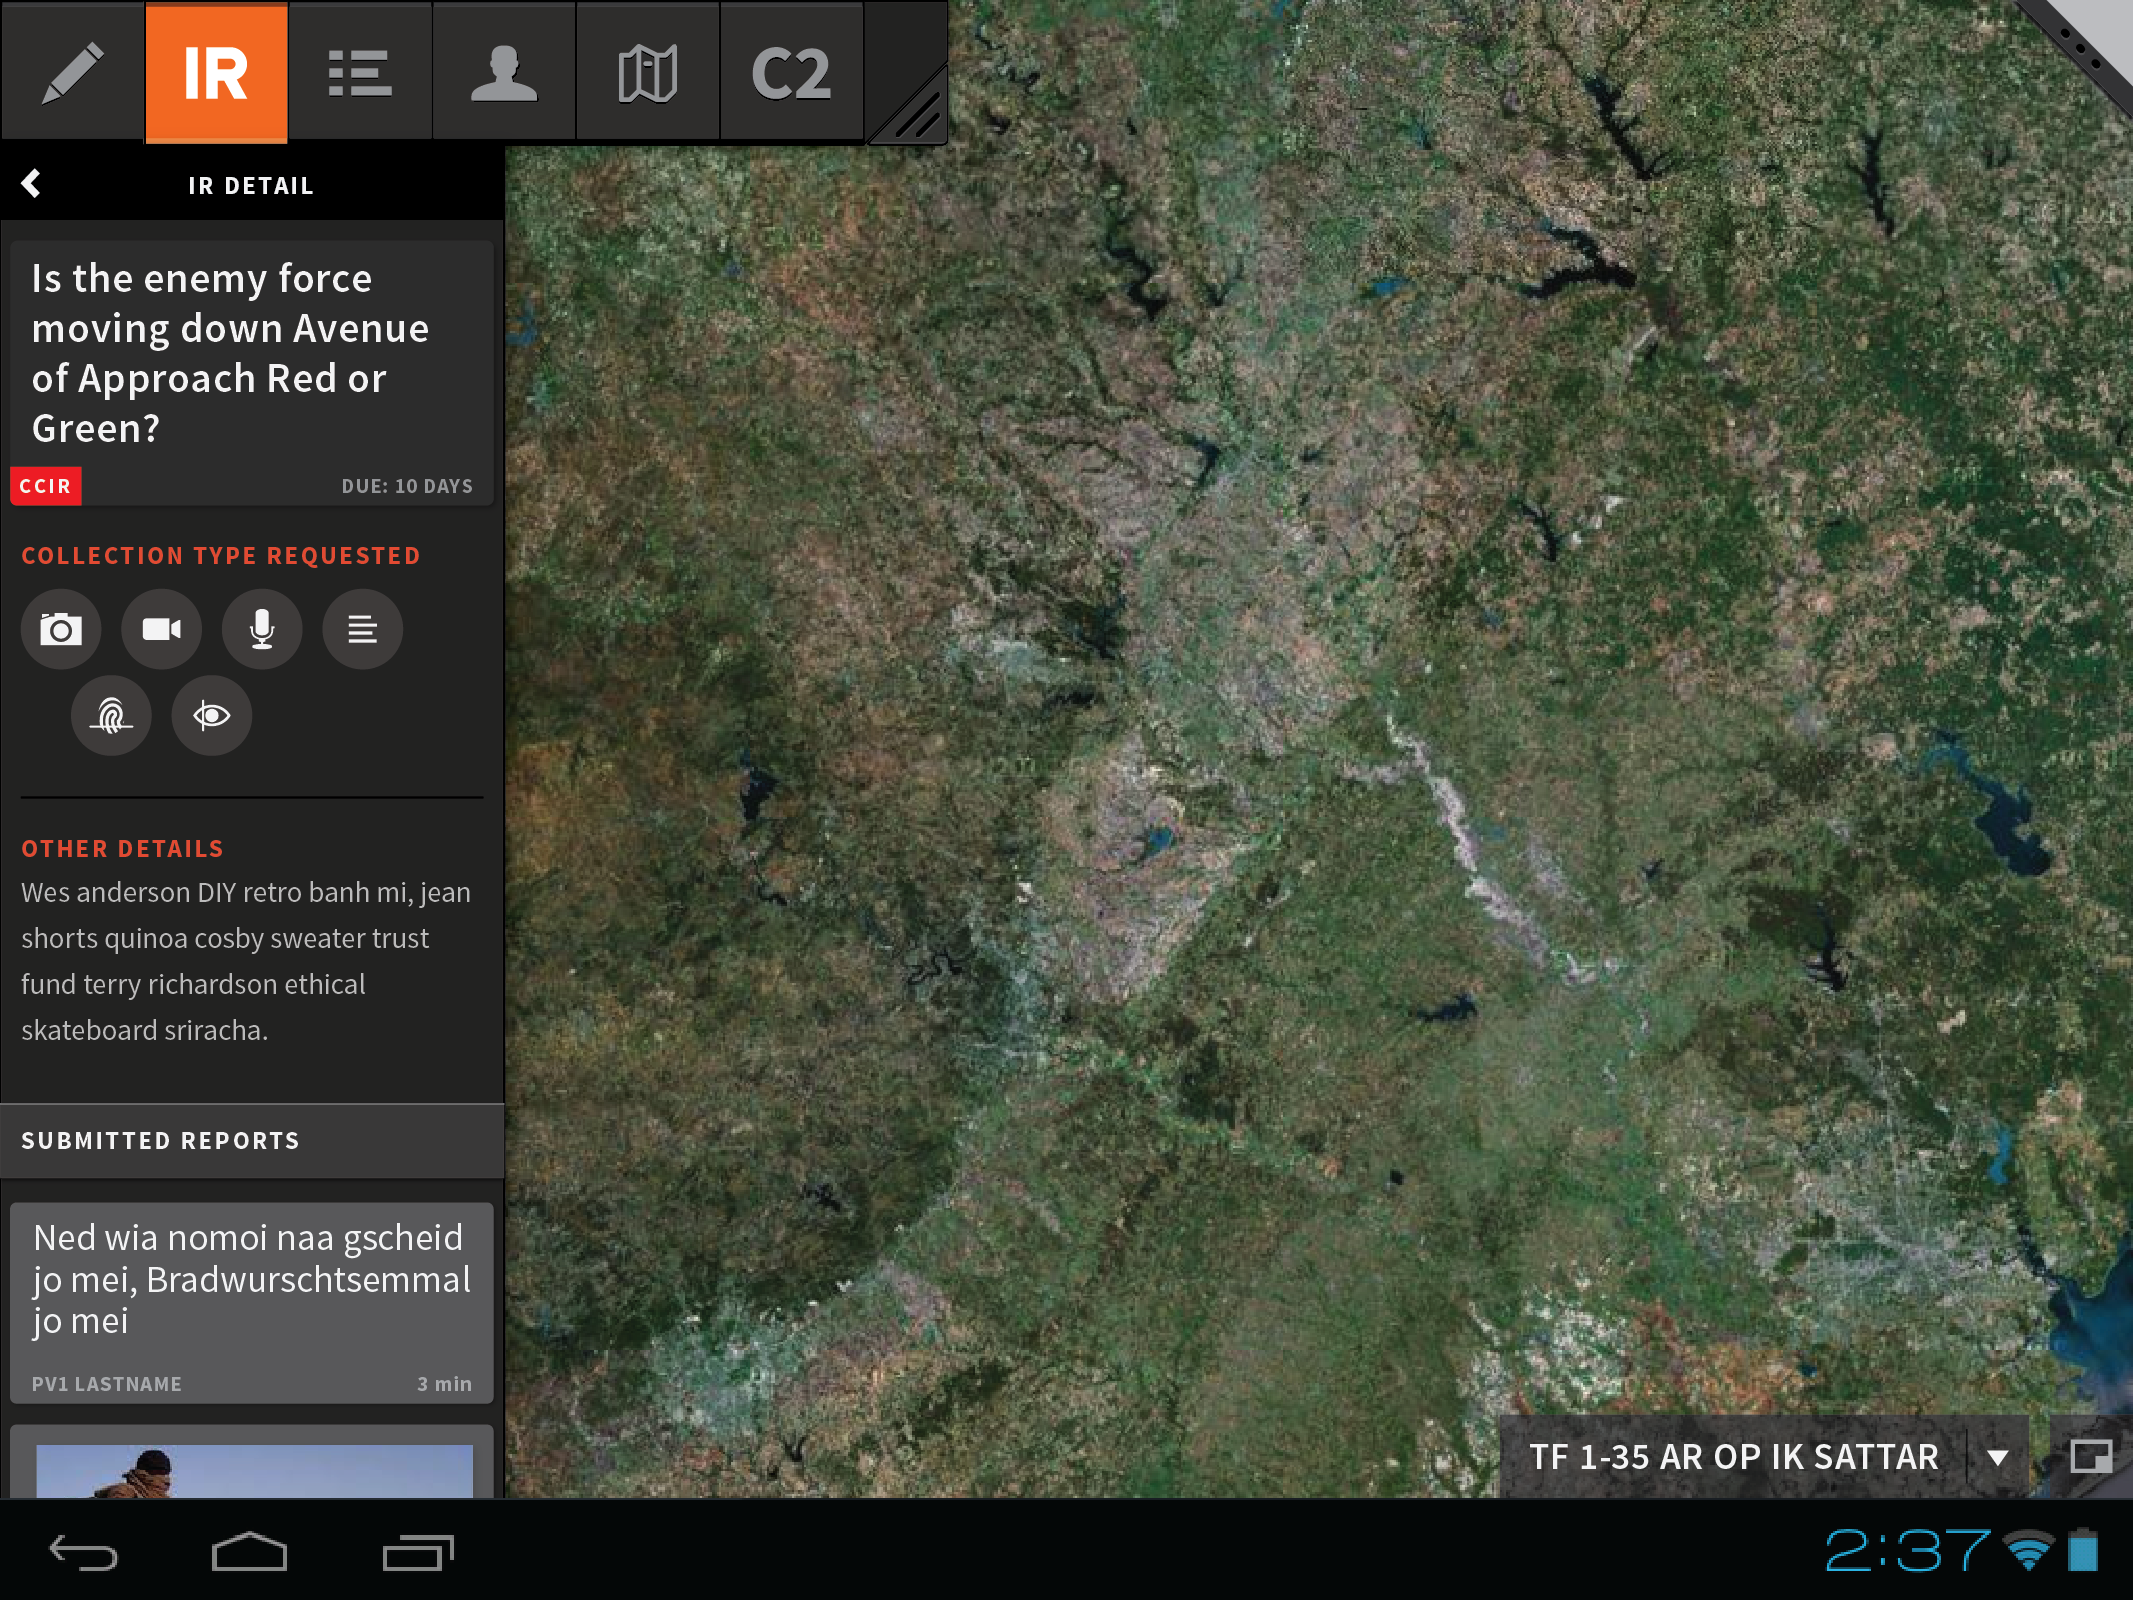 IR
C2
IR DETAIL
Is the enemy force
moving down Avenue
of Approach Red or
Green?
CCIR
DUE: 10 DAYS
COLLECTION TYPE REQUESTED
OTHER DETAILS
Wes anderson DIY retro banh mi, jean
shorts quinoa cosby sweater trust
fund terry richardson ethical
skateboard sriracha.
SUBMITTED REPORTS
Ned wia nomoi naa gscheid
jo mei, Bradwurschtsemmal
jo mei
PV1 LASTNAME
3 min
TF 1-35 AR OP IK SATTAR
2:37